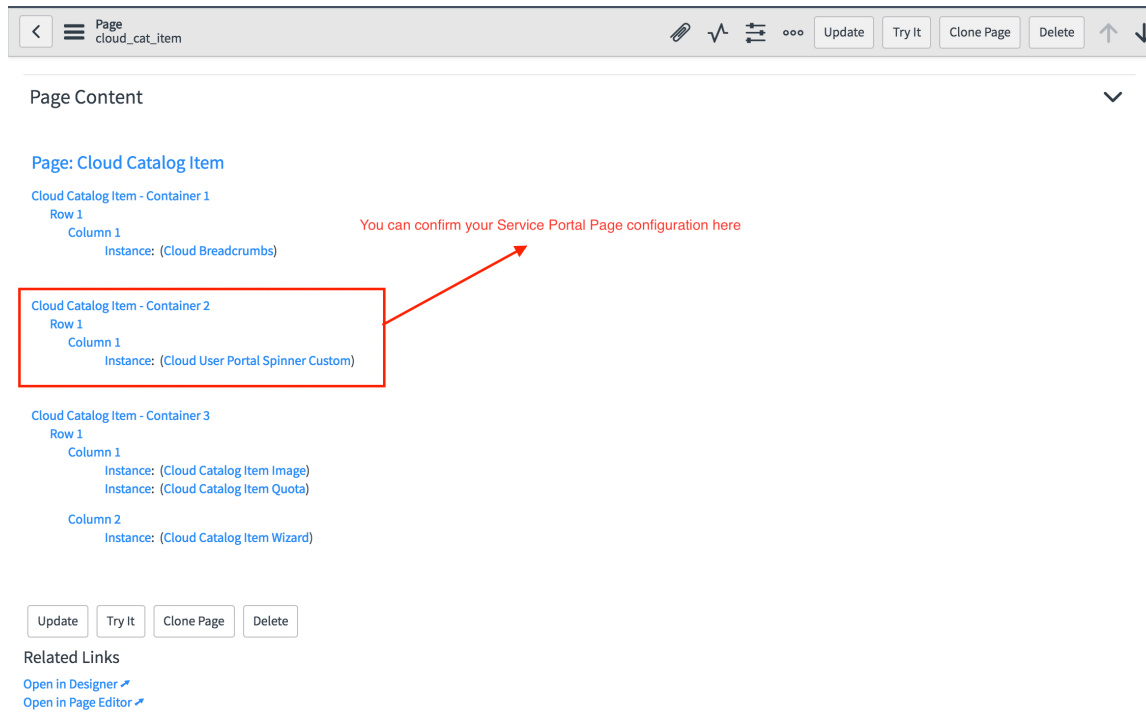 Page
cloud_cat_item
Update
Try It
Clone Page
Delete
Page Content
Page: Cloud Catalog Item
Cloud Catalog Item - Container 1
Row 1
Column 1
Instance: (Cloud Breadcrumbs)
You can confirm your Service Portal Page configuration here
Cloud Catalog Item - Container 2
Row 1
Column 1
Instance: (Cloud User Portal Spinner Custom)
Cloud Catalog Item - Container 3
Row 1
Column 1
Instance: (Cloud Catalog Item Image)
Instance: (Cloud Catalog Item Quota)
Column 2
Instance: (Cloud Catalog Item Wizard)
Update
Try It
Clone Page
Delete
Related Links
Open in Designer
Open in Page Editor